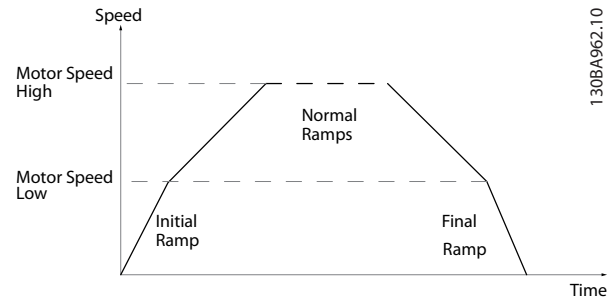 Speed
130BA962.10
Motor Speed
High
Normal
Ramps
Motor Speed
Low
Initial
Ramp
Final
Ramp
Time